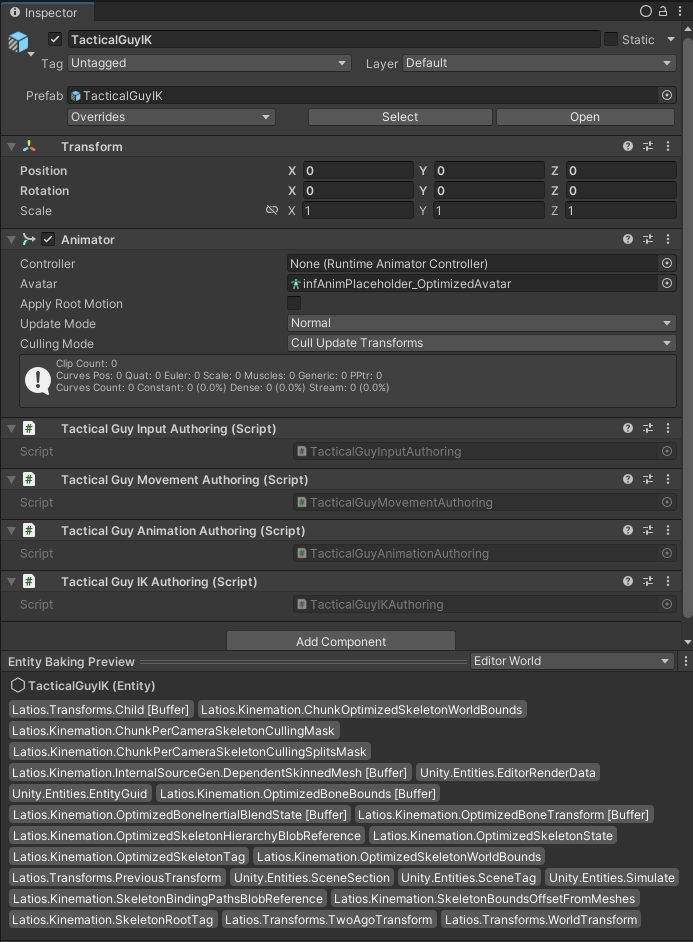 Inspector
TacticalGuyIK Static
Tag Untagged Layer Default
Prefab TacticalGuyIK
Overrides Select Open
Transform
Position X 0 Y 0 Z 0
Rotation X 0 Y 0 Z 0
Scale X 1 Y 1 Z 1
Animator
Controller None (Runtime Animator Controller)
Avatar infAnimPlaceholder_OptimizedAvatar
Apply Root Motion
Update Mode Normal
Culling Mode Cull Update Transforms
Clip Count: 0
Curves Pos: 0 Quat: 0 Euler: 0 Scale: 0 Muscles: 0 Generic: 0 PPtr: 0
Curves Count: 0 Constant: 0 (0.0%) Dense: 0 (0.0%) Stream: 0 (0.0%)
# Tactical Guy Input Authoring (Script)
Script TacticalGuyInputAuthoring
# Tactical Guy Movement Authoring (Script)
Script TacticalGuyMovementAuthoring
# Tactical Guy Animation Authoring (Script)
Script TacticalGuyAnimationAuthoring
# Tactical Guy IK Authoring (Script)
Script TacticalGuyIKAuthoring
Add Component
Entity Baking Preview Editor World
TacticalGuyIK (Entity)
Latios.Transforms.Child [Buffer] Latios.Kinemation.ChunkOptimizedSkeletonWorldBounds
Latios.Kinemation.ChunkPerCameraSkeletonCullingMask
Latios.Kinemation.ChunkPerCameraSkeletonCullingSplitsMask
Latios.Kinemation.InternalSourceGen.DependentSkinnedMesh [Buffer] Unity.Entities.EditorRenderData
Unity.Entities.EntityGuid Latios.Kinemation.OptimizedBoneBounds [Buffer]
Latios.Kinemation.OptimizedBoneInertialBlendState [Buffer] Latios.Kinemation.OptimizedBoneTransform [Buffer]
Latios.Kinemation.OptimizedSkeletonHierarchyBlobReference Latios.Kinemation.OptimizedSkeletonState
Latios.Kinemation.OptimizedSkeletonTag Latios.Kinemation.OptimizedSkeletonWorldBounds
Latios.Transforms.PreviousTransform Unity.Entities.SceneSection Unity.Entities.SceneTag Unity.Entities.Simulate
Latios.Kinemation.SkeletonBindingPathsBlobReference Latios.Kinemation.SkeletonBoundsOffsetFromMeshes
Latios.Kinemation.SkeletonRootTag Latios.Transforms.TwoAgoTransform Latios.Transforms.WorldTransform